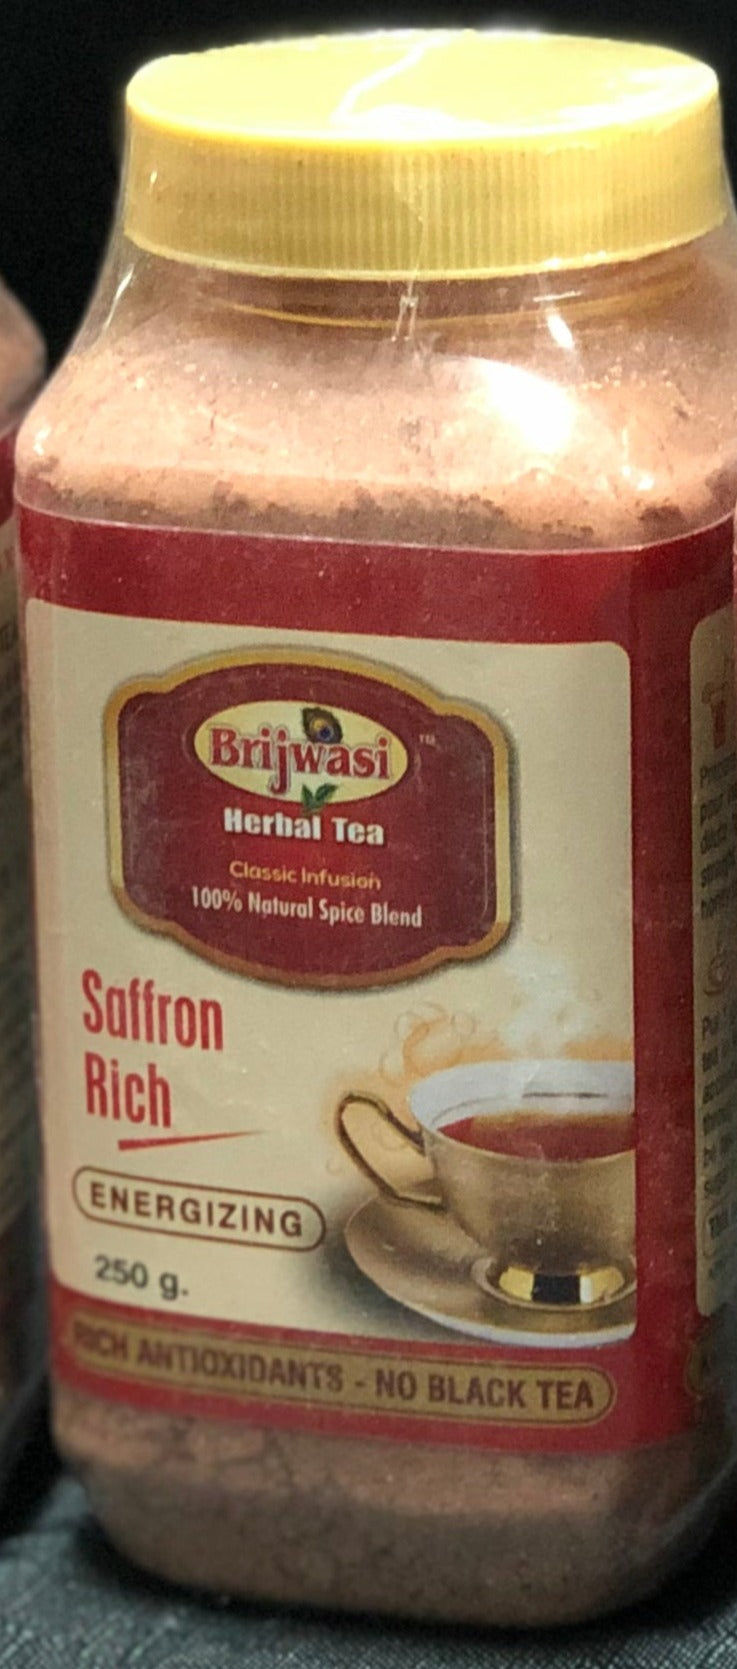 Brijwasi TM
Herbal Tea
Classic Infusion
100% Natural Spice Blend
Saffron
Rich
ENERGIZING
250 g.
RICH ANTIOXIDANTS - NO BLACK TEA